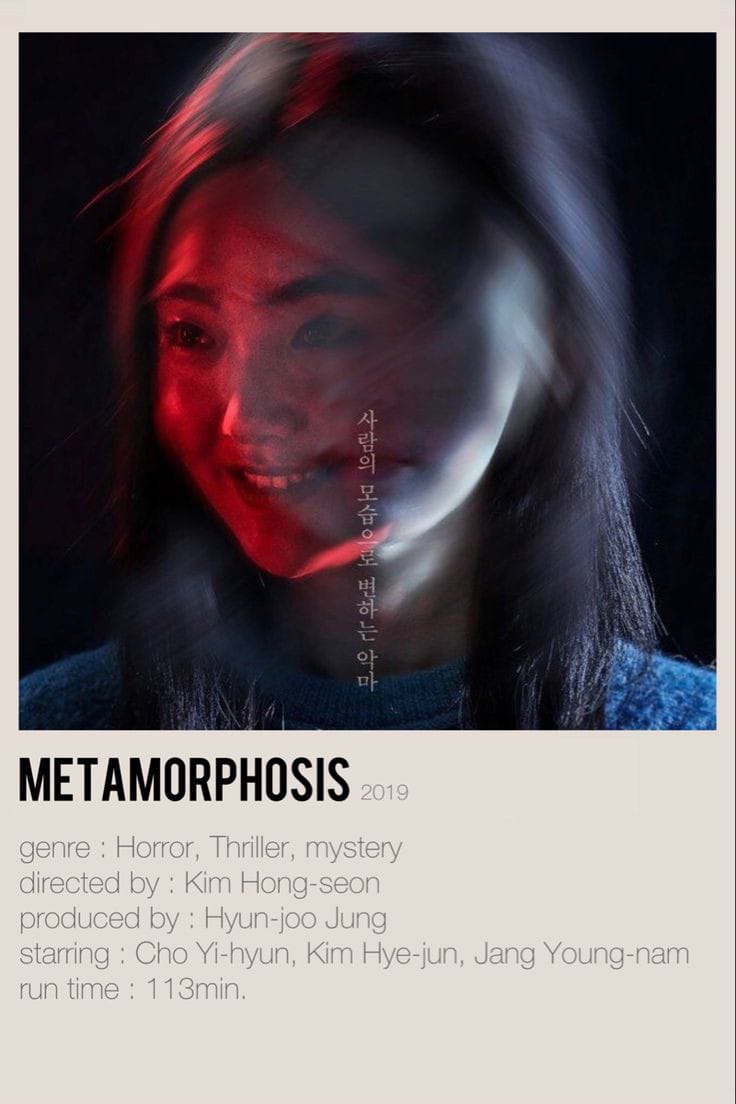 사람의 모습으로 변하는 악마
METAMORPHOSIS 2019
genre : Horror, Thriller, mystery
directed by : Kim Hong-seon
produced by : Hyun-joo Jung
starring : Cho Yi-hyun, Kim Hye-jun, Jang Young-nam
run time : 113min.